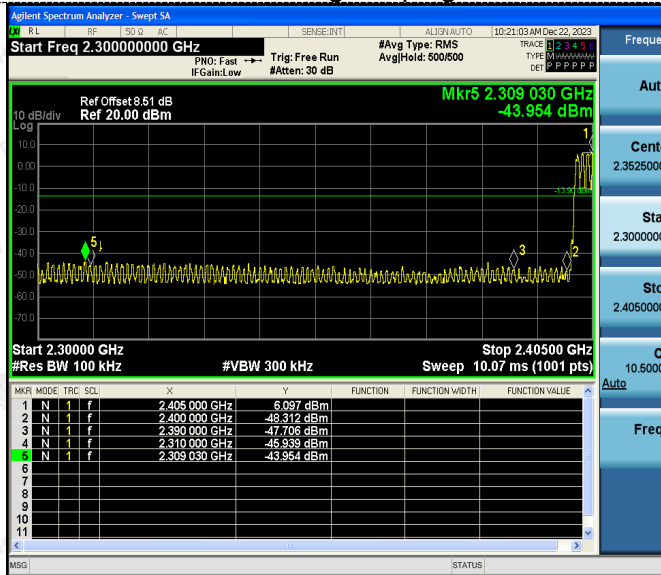 Agilent Spectrum Analyzer - Swept SA
RL RF 50 Ω AC SENSE:INT ALIGN AUTO 10:21:03 AM Dec 22, 2023
Start Freq 2.300000000 GHz
PNO: Fast
IFGain:Low
Trig: Free Run
#Atten: 30 dB
#Avg Type: RMS
Avg|Hold: 500/500
TRACE 1 2 3 4 5 6
TYPE M
DET P P P P P P
Mkr5 2.309 030 GHz
-43.954 dBm
Ref Offset 8.51 dB
10 dB/div Ref 20.00 dBm
Log
10.0
0.00
-10.0
-20.0
-30.0
-40.0
-50.0
-60.0
-70.0
1
5
3
2
Start 2.30000 GHz Stop 2.40500 GHz
#Res BW 100 kHz #VBW 300 kHz Sweep 10.07 ms (1001 pts)
MKR MODE TRC SCL X Y FUNCTION FUNCTION WIDTH FUNCTION VALUE
1 N 1 f 2.405 000 GHz 6.097 dBm
2 N 1 f 2.400 000 GHz -48.312 dBm
3 N 1 f 2.390 000 GHz -47.706 dBm
4 N 1 f 2.310 000 GHz -45.939 dBm
5 N 1 f 2.309 030 GHz -43.954 dBm
6
7
8
9
10
11
MSG STATUS
Freque
Aut
Cent
2.3525000
Sta
2.3000000
Sto
2.4050000
C
10.5000
Auto
Freq